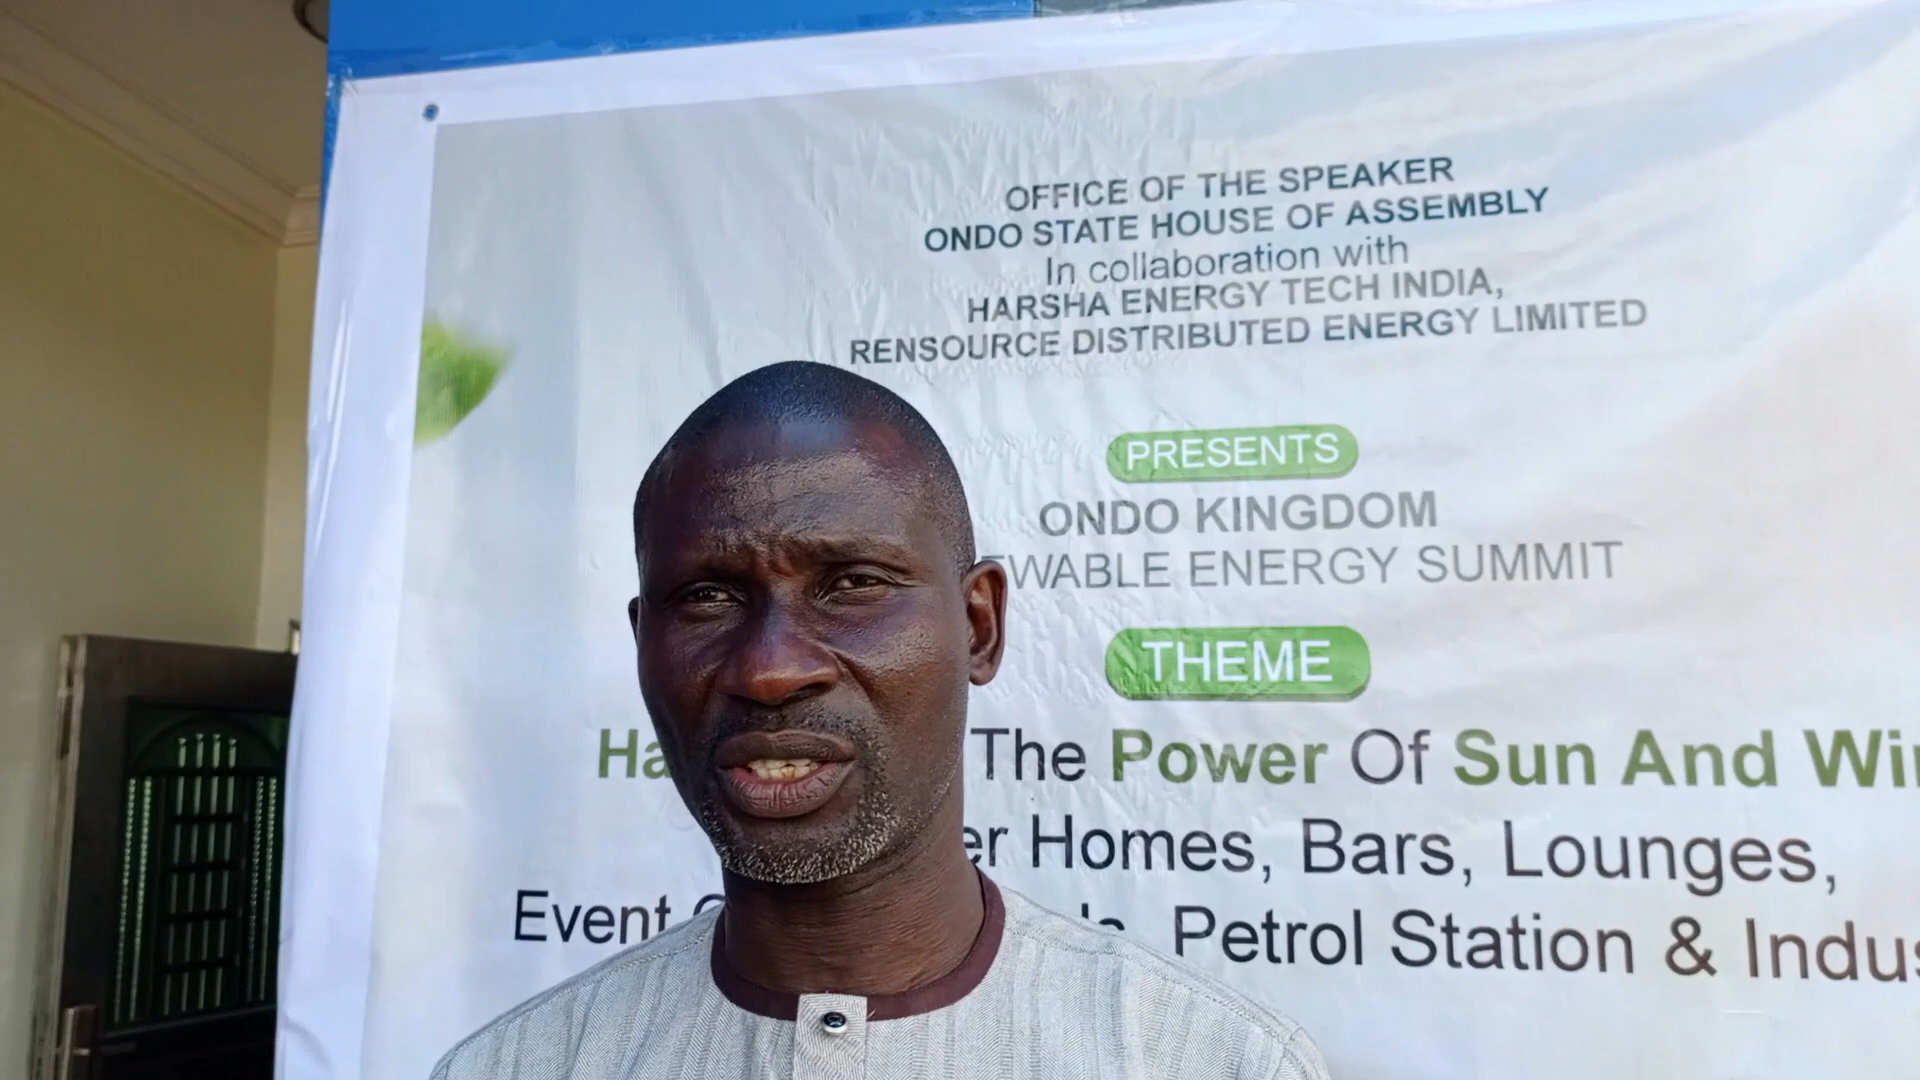 OFFICE OF THE SPEAKER
ONDO STATE HOUSE OF ASSEMBLY
In collaboration with
HARSHA ENERGY TECH INDIA,
RENSOURCE DISTRIBUTED ENERGY LIMITED
PRESENTS
ONDO KINGDOM
EWABLE ENERGY SUMMIT
THEME
Ha The Power Of Sun And Win
er Homes, Bars, Lounges,
Event Petrol Station & Indus